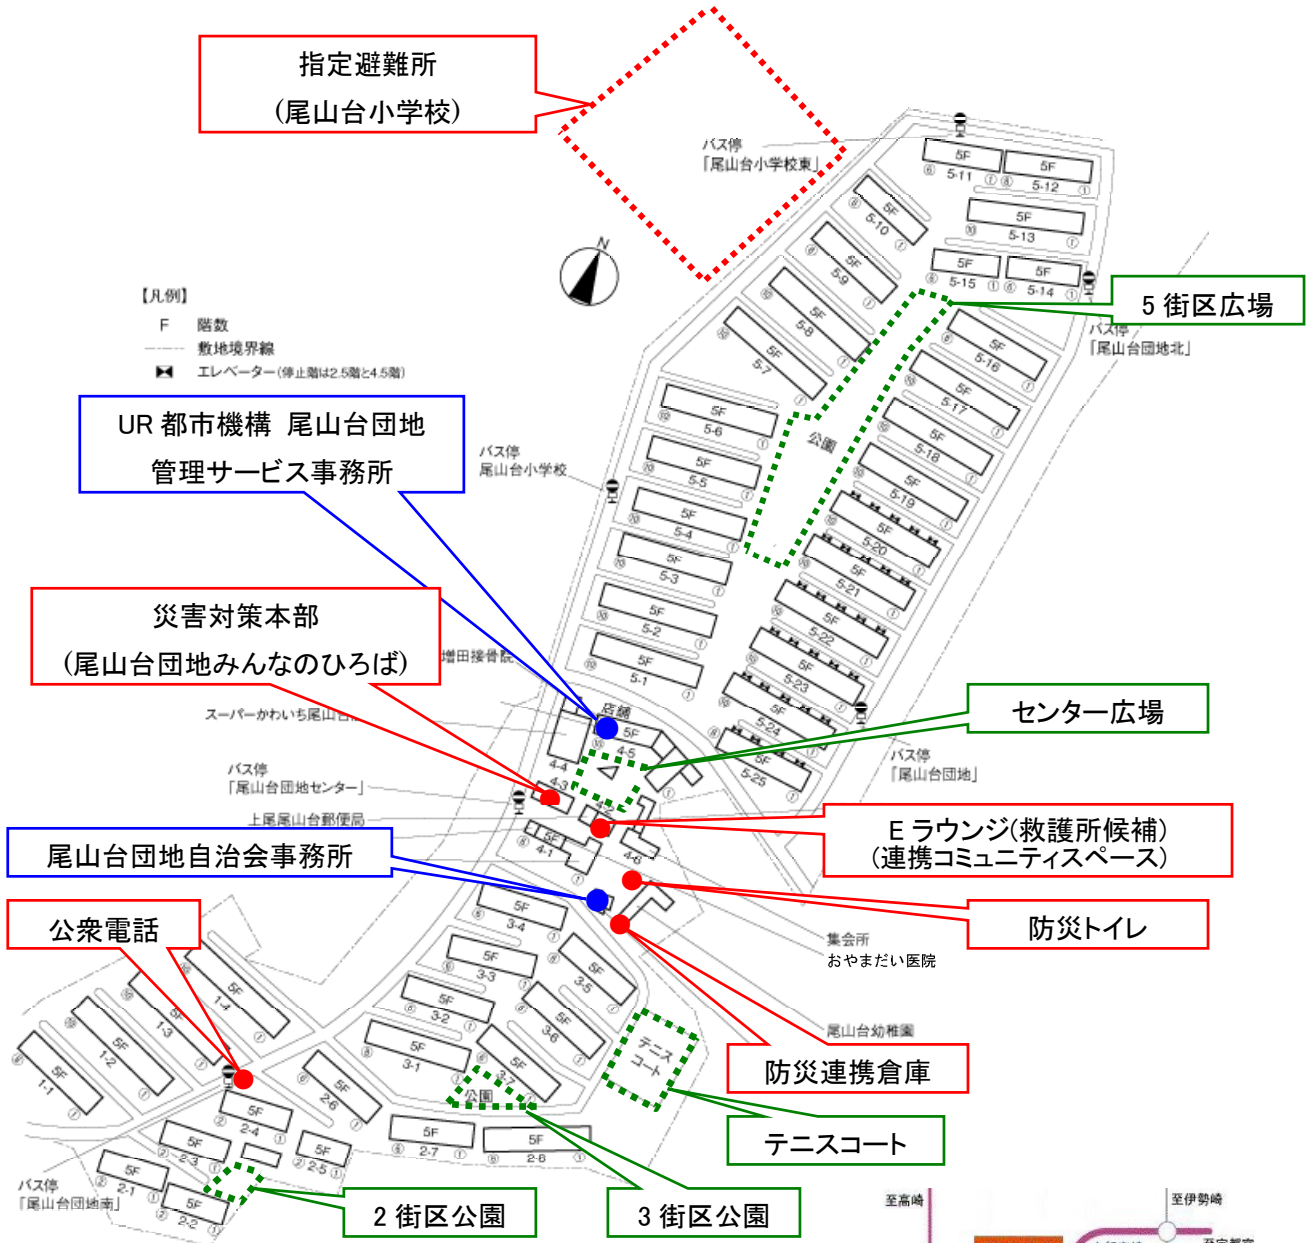 指定避難所
(尾山台小学校)
バス停
「尾山台小学校東」
5F
5-11
5F
5-12
5F
5-13
5F
5-10
5F
5-9
5F
5-15
5F
5-14
N
【凡例】
F 階数
敷地境界線
エレベーター(停止階は2.5階と4.5階)
5F
5-8
5F
5-7
5街区広場
バス停
「尾山台団地北」
5F
5-16
5F
5-17
5F
5-18
5F
5-19
5F
5-20
5F
5-21
5F
5-22
5F
5-23
5F
5-24
5F
5-25
公園
UR都市機構 尾山台団地
管理サービス事務所
バス停
尾山台小学校
5F
5-6
5F
5-5
5F
5-4
5F
5-3
5F
5-2
5F
5-1
災害対策本部
(尾山台団地みんなのひろば)
増田接骨院
スーパーかわいち尾山台
店舗
5F
4-5
4-4
4-3
4-2
センター広場
バス停
「尾山台団地」
バス停
「尾山台団地センター」
上尾尾山台郵便局
5F
4-1
4-6
Eラウンジ(救護所候補)
(連携コミュニティスペース)
尾山台団地自治会事務所
防災トイレ
集会所
おやまだい医院
尾山台幼稚園
公衆電話
5F
3-4
5F
3-3
5F
3-5
5F
3-2
5F
3-6
5F
3-1
5F
3-7
公園
テニス
コート
防災連携倉庫
テニスコート
5F
1-4
5F
1-3
5F
1-2
5F
1-1
5F
2-6
5F
2-4
5F
2-3
5F
2-5
5F
2-7
5F
2-8
5F
2-1
5F
2-2
バス停
「尾山台団地南」
2街区公園
3街区公園
至高崎
至伊勢崎